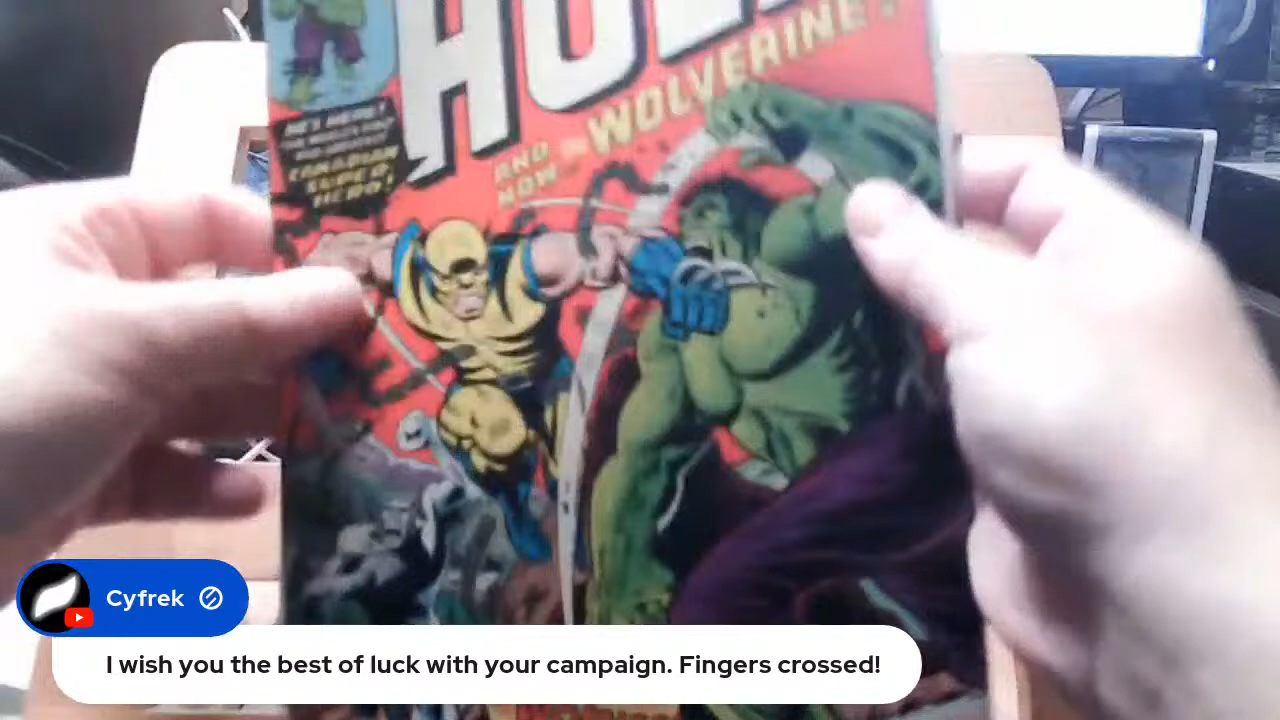 HULK
AND NOW... THE WOLVERINE!
HE'S HERE!
CANADIAN
SUPER
HERO!
Cyfrek
I wish you the best of luck with your campaign. Fingers crossed!